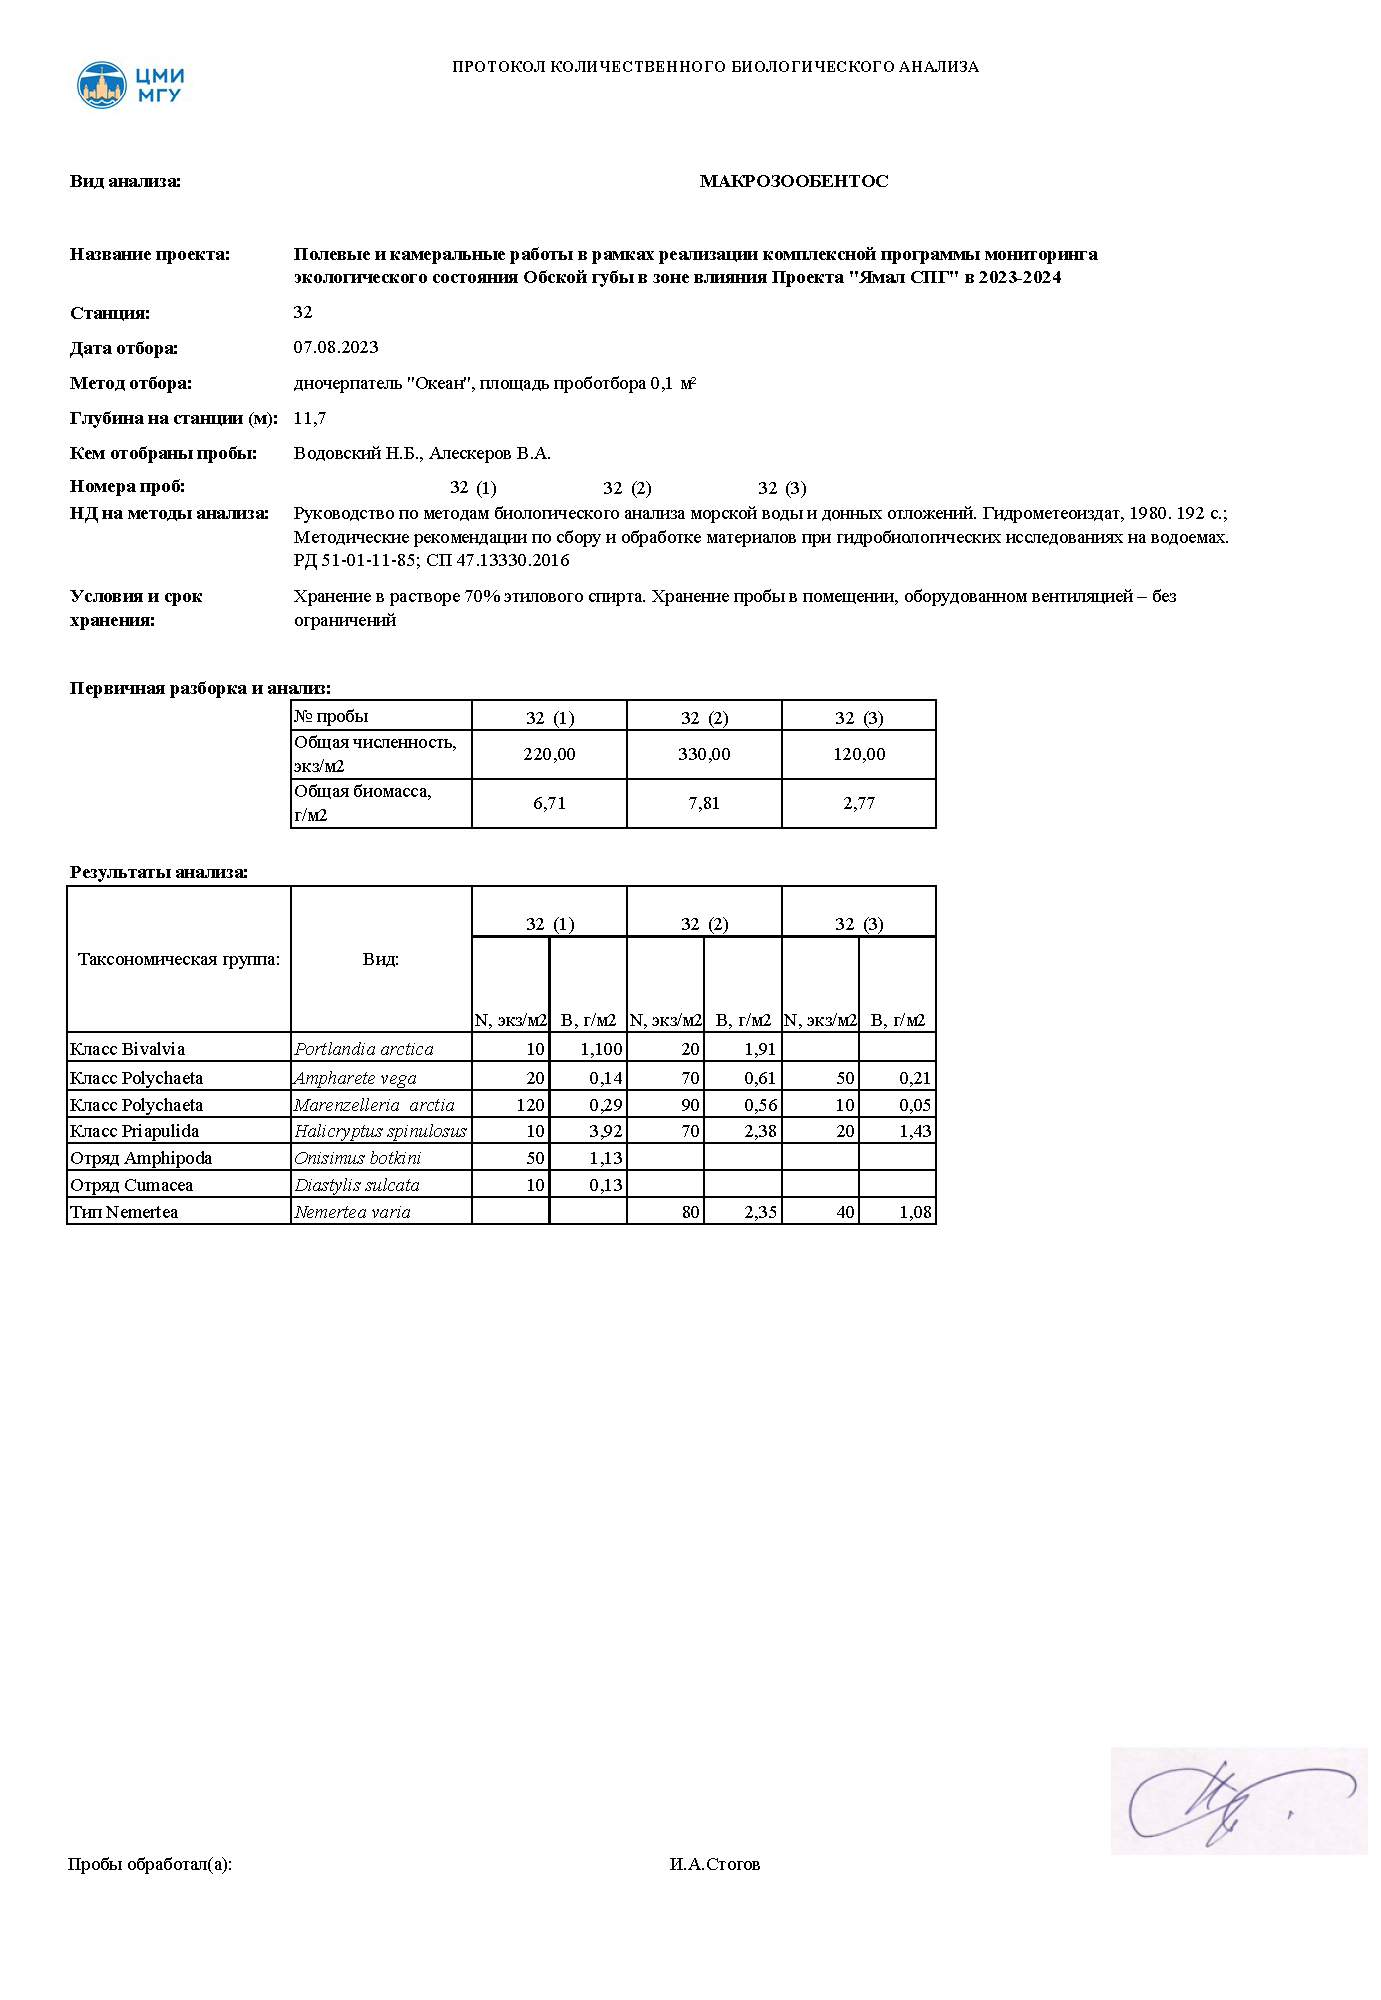 ЦМИ
МГУ
ПРОТОКОЛ КОЛИЧЕСТВЕННОГО БИОЛОГИЧЕСКОГО АНАЛИЗА
Вид анализа: МАКРОЗООБЕНТОС
Название проекта: Полевые и камеральные работы в рамках реализации комплексной программы мониторинга
экологического состояния Обской губы в зоне влияния Проекта "Ямал СПГ" в 2023-2024
Станция: 32
Дата отбора: 07.08.2023
Метод отбора: дночерпатель "Океан", площадь проботбора 0,1 м²
Глубина на станции (м): 11,7
Кем отобраны пробы: Водовский Н.Б., Алескеров В.А.
Номера проб: 32 (1) 32 (2) 32 (3)
НД на методы анализа: Руководство по методам биологического анализа морской воды и донных отложений. Гидрометеоиздат, 1980. 192 с.;
Методические рекомендации по сбору и обработке материалов при гидробиологических исследованиях на водоемах.
РД 51-01-11-85; СП 47.13330.2016
Условия и срок Хранение в растворе 70% этилового спирта. Хранение пробы в помещении, оборудованном вентиляцией – без
хранения: ограничений
Первичная разборка и анализ:
№ пробы 32 (1) 32 (2) 32 (3)
Общая численность,
экз/м2 220,00 330,00 120,00
Общая биомасса,
г/м2 6,71 7,81 2,77
Результаты анализа:
32 (1) 32 (2) 32 (3)
Таксономическая группа: Вид:
N, экз/м2 B, г/м2 N, экз/м2 B, г/м2 N, экз/м2 B, г/м2
Класс Bivalvia Portlandia arctica 10 1,100 20 1,91
Класс Polychaeta Ampharete vega 20 0,14 70 0,61 50 0,21
Класс Polychaeta Marenzelleria arctia 120 0,29 90 0,56 10 0,05
Класс Priapulida Halicryptus spinulosus 10 3,92 70 2,38 20 1,43
Отряд Amphipoda Onisimus botkini 50 1,13
Отряд Cumacea Diastylis sulcata 10 0,13
Тип Nemertea Nemertea varia 80 2,35 40 1,08
Пробы обработал(а): И.А.Стогов